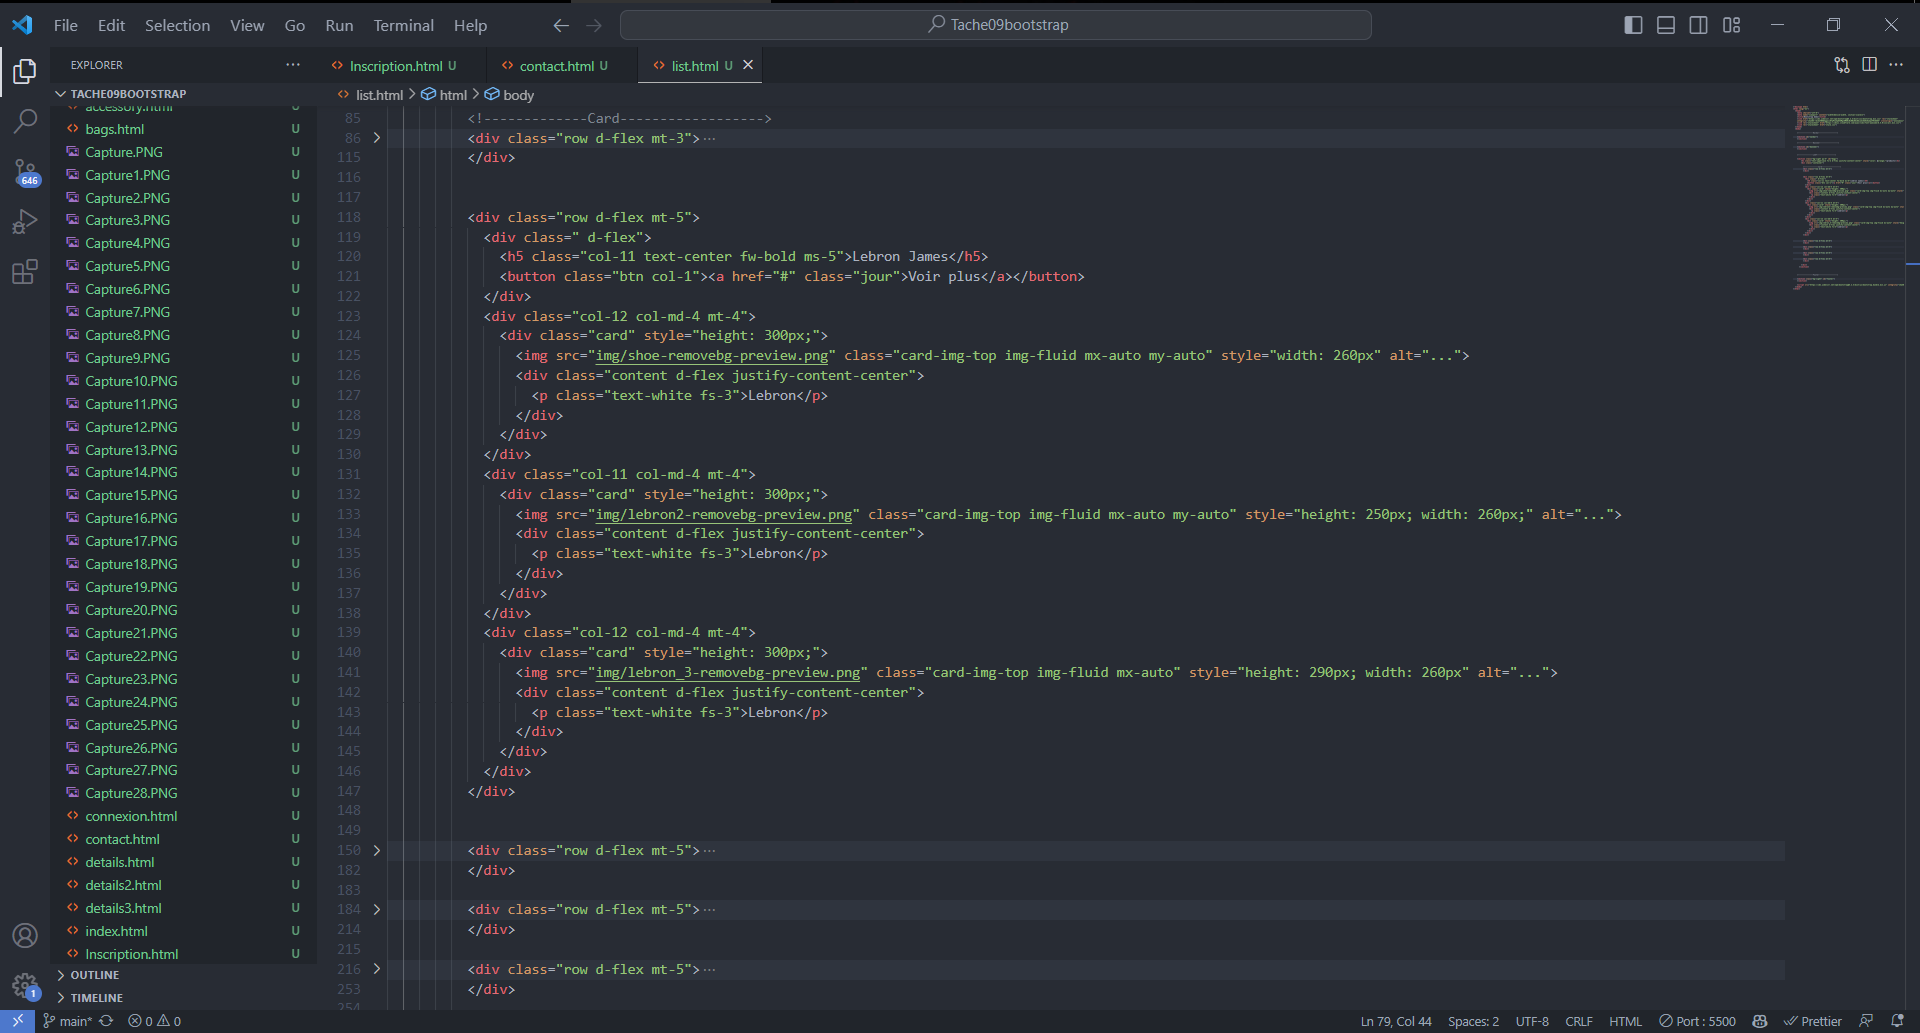 File Edit Selection View Go Run Terminal Help
Tache09bootstrap
EXPLORER
Inscription.html U
contact.html U
list.html U
TACHE09BOOTSTRAP
list.html > html > body
accessory.html U
bags.html U
Capture.PNG U
Capture1.PNG U
Capture2.PNG U
Capture3.PNG U
Capture4.PNG U
Capture5.PNG U
Capture6.PNG U
Capture7.PNG U
Capture8.PNG U
Capture9.PNG U
Capture10.PNG U
Capture11.PNG U
Capture12.PNG U
Capture13.PNG U
Capture14.PNG U
Capture15.PNG U
Capture16.PNG U
Capture17.PNG U
Capture18.PNG U
Capture19.PNG U
Capture20.PNG U
Capture21.PNG U
Capture22.PNG U
Capture23.PNG U
Capture24.PNG U
Capture25.PNG U
Capture26.PNG U
Capture27.PNG U
Capture28.PNG U
connexion.html U
contact.html U
details.html U
details2.html U
details3.html U
index.html U
Inscription.html U
OUTLINE
TIMELINE
646
1
85 <!-------------Card------------------>
86 <div class="row d-flex mt-3">···
115 </div>
116
117
118 <div class="row d-flex mt-5">
119 <div class=" d-flex">
120 <h5 class="col-11 text-center fw-bold ms-5">Lebron James</h5>
121 <button class="btn col-1"><a href="#" class="jour">Voir plus</a></button>
122 </div>
123 <div class="col-12 col-md-4 mt-4">
124 <div class="card" style="height: 300px;">
125 <img src="img/shoe-removebg-preview.png" class="card-img-top img-fluid mx-auto my-auto" style="width: 260px" alt="...">
126 <div class="content d-flex justify-content-center">
127 <p class="text-white fs-3">Lebron</p>
128 </div>
129 </div>
130 </div>
131 <div class="col-11 col-md-4 mt-4">
132 <div class="card" style="height: 300px;">
133 <img src="img/lebron2-removebg-preview.png" class="card-img-top img-fluid mx-auto my-auto" style="height: 250px; width: 260px;" alt="...">
134 <div class="content d-flex justify-content-center">
135 <p class="text-white fs-3">Lebron</p>
136 </div>
137 </div>
138 </div>
139 <div class="col-12 col-md-4 mt-4">
140 <div class="card" style="height: 300px;">
141 <img src="img/lebron_3-removebg-preview.png" class="card-img-top img-fluid mx-auto" style="height: 290px; width: 260px" alt="...">
142 <div class="content d-flex justify-content-center">
143 <p class="text-white fs-3">Lebron</p>
144 </div>
145 </div>
146 </div>
147 </div>
148
149
150 <div class="row d-flex mt-5">···
182 </div>
183
184 <div class="row d-flex mt-5">···
214 </div>
215
216 <div class="row d-flex mt-5">···
253 </div>
254
main* 0 0
Ln 79, Col 44 Spaces: 2 UTF-8 CRLF HTML Port : 5500 Prettier